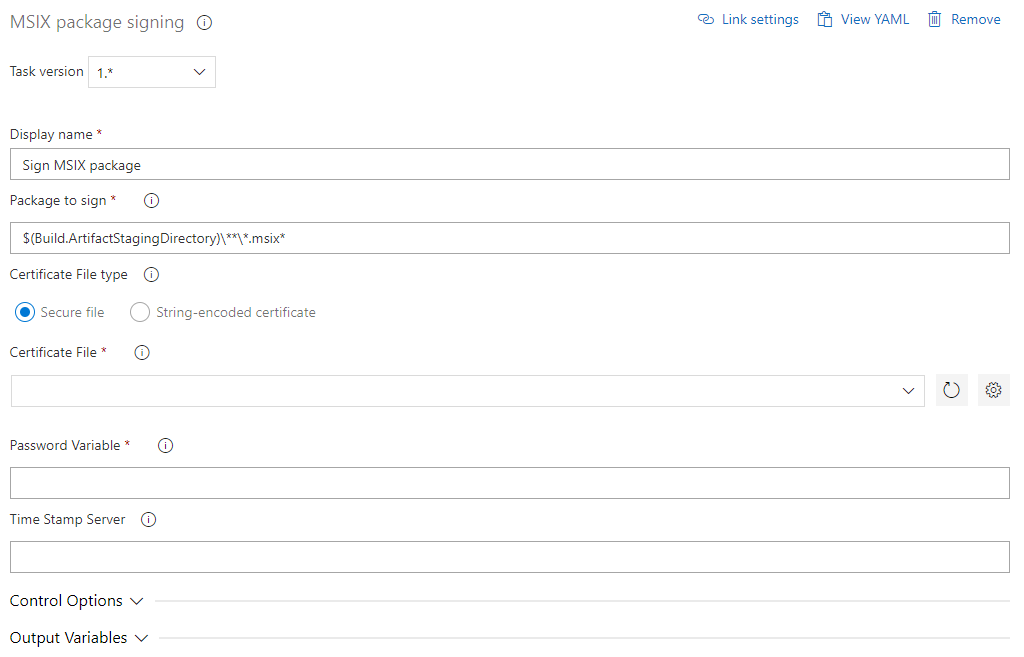 MSIX package signing
Link settings
View YAML
Remove
Task version
1.*
Display name *
Sign MSIX package
Package to sign *
$(Build.ArtifactStagingDirectory)\**\*.msix*
Certificate File type
Secure file
String-encoded certificate
Certificate File *
Password Variable *
Time Stamp Server
Control Options
Output Variables